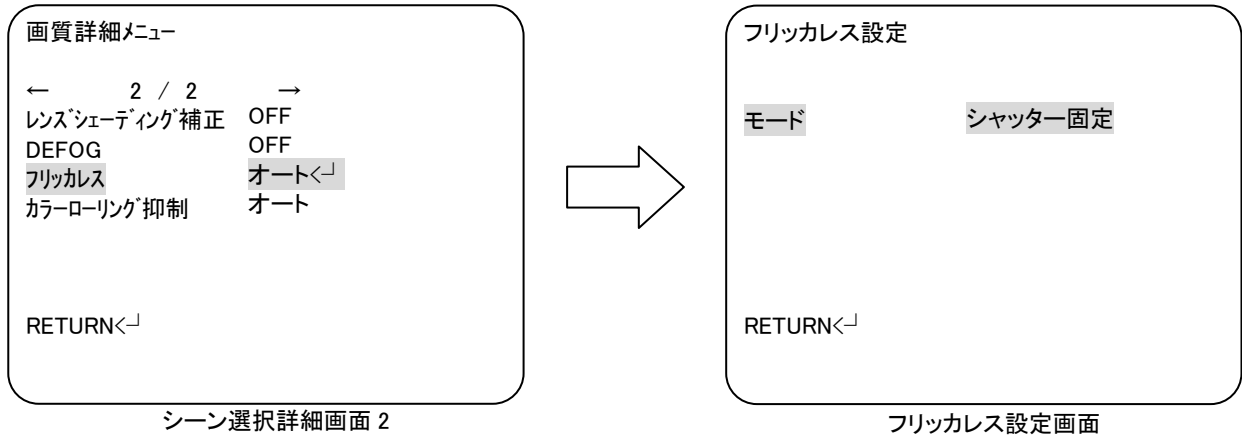 画質詳細ﾒﾆｭｰ
← 2 / 2 →
ﾚﾝｽﾞｼｪｰﾃﾞｨﾝｸﾞ補正 OFF
DEFOG OFF
ﾌﾘｯｶﾚｽ オート<┘
ｶﾗｰﾛｰﾘﾝｸﾞ抑制 オート
RETURN<┘
シーン選択詳細画面 2
フリッカレス設定
モード シャッター固定
RETURN<┘
フリッカレス設定画面